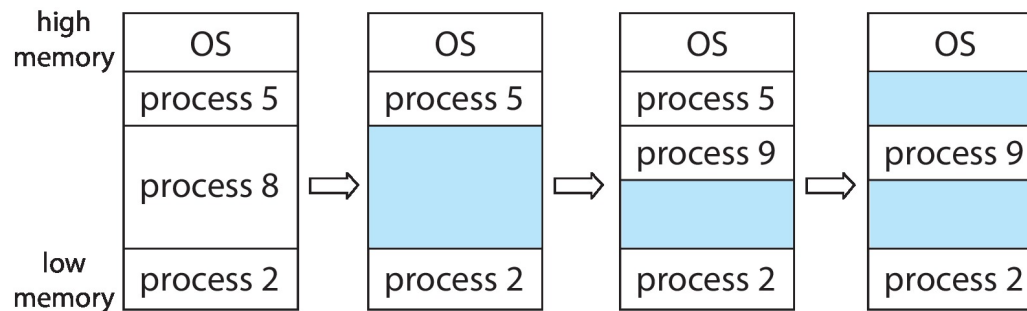 high
memory
OS
process 5
process 8
process 2
low
memory
OS
process 5
process 2
OS
process 5
process 9
process 2
OS
process 9
process 2